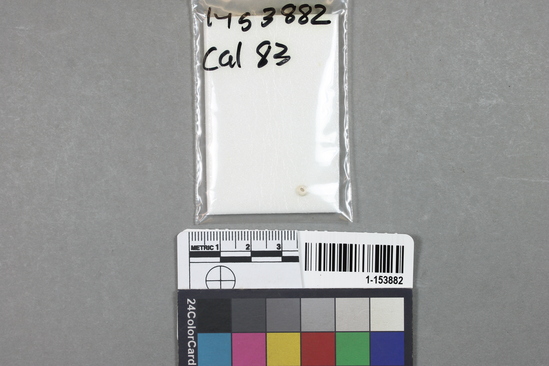 1453882
Cal 83
METRIC 1 2 3
1-153882
24ColorCard